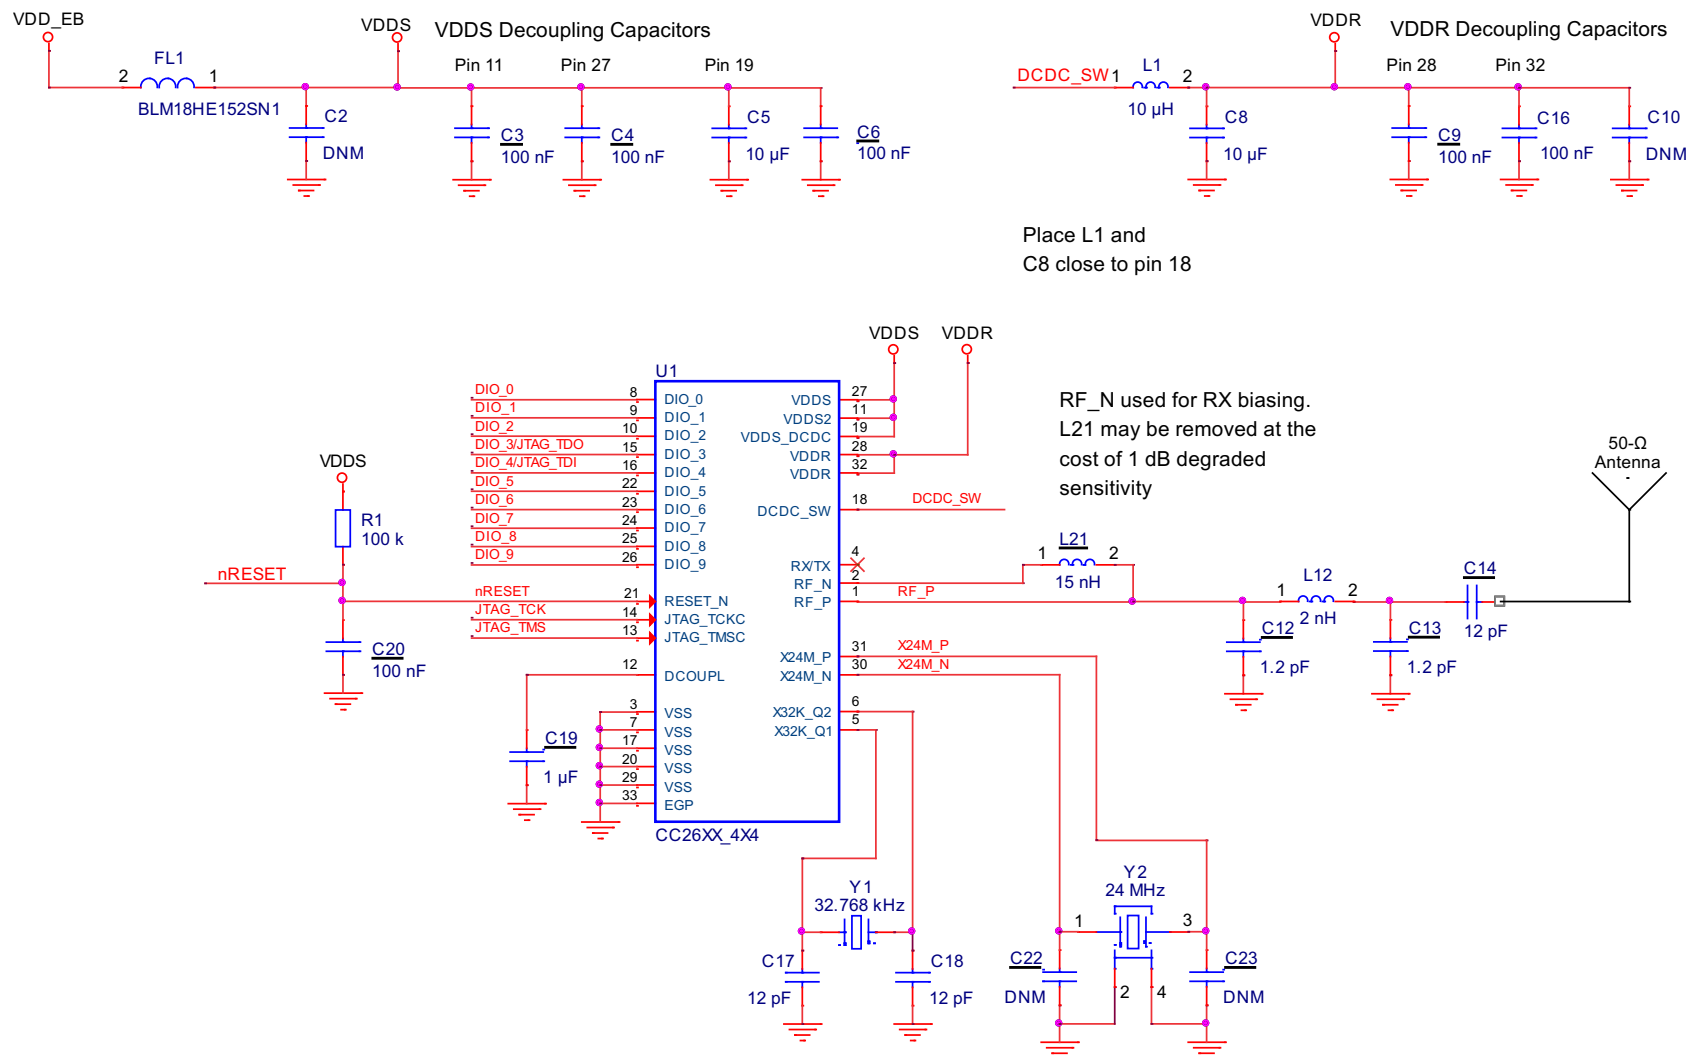 VDD_EB
VDDS
VDDS Decoupling Capacitors
FL1
2
1
BLM18HE152SN1
Pin 11
Pin 27
Pin 19
C2
DNM
C3
100 nF
C4
100 nF
C5
10 µF
C6
100 nF
VDDR
VDDR Decoupling Capacitors
DCDC_SW
1
L1
2
10 µH
Pin 28
Pin 32
C8
10 µF
C9
100 nF
C16
100 nF
C10
DNM
Place L1 and
C8 close to pin 18
VDDS
VDDR
U1
DIO_0
8
DIO_0
DIO_1
9
DIO_1
DIO_2
10
DIO_2
DIO_3/JTAG_TDO
15
DIO_3
DIO_4/JTAG_TDI
16
DIO_4
DIO_5
22
DIO_5
DIO_6
23
DIO_6
DIO_7
24
DIO_7
DIO_8
25
DIO_8
DIO_9
26
DIO_9
nRESET
21
RESET_N
JTAG_TCK
14
JTAG_TCKC
JTAG_TMS
13
JTAG_TMSC
12
DCOUPL
3
VSS
7
VSS
17
VSS
20
VSS
29
VSS
33
EGP
CC26XX_4X4
VDDS
27
VDDS2
11
VDDS_DCDC
19
VDDR
28
VDDR
32
DCDC_SW
18
DCDC_SW
RX/TX
4
RF_N
2
RF_P
1
RF_P
X24M_P
31
X24M_P
X24M_N
30
X24M_N
X32K_Q2
6
X32K_Q1
5
VDDS
R1
100 k
nRESET
C20
100 nF
C19
1 µF
RF_N used for RX biasing.
L21 may be removed at the
cost of 1 dB degraded
sensitivity
1
L21
2
15 nH
50-Ω
Antenna
1
L12
2
2 nH
C14
12 pF
C12
1.2 pF
C13
1.2 pF
Y1
32.768 kHz
C17
12 pF
C18
12 pF
Y2
24 MHz
1
3
2
4
C22
DNM
C23
DNM